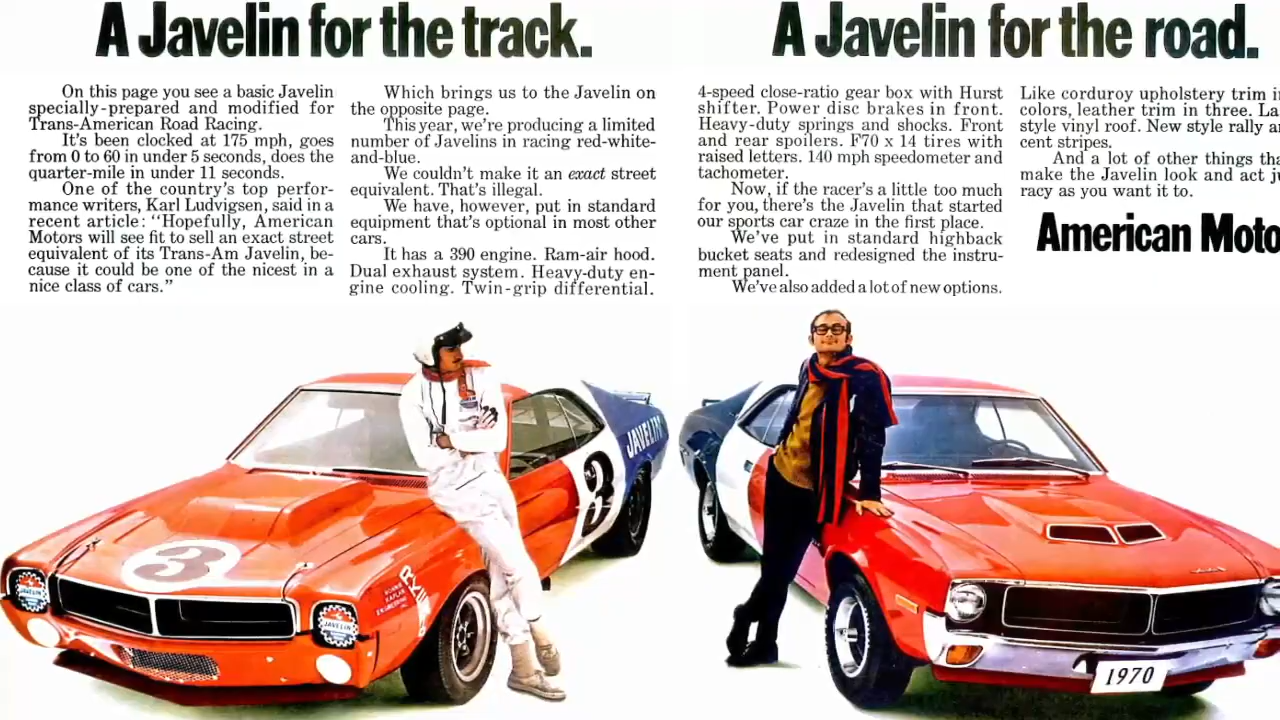 A Javelin for the track.
On this page you see a basic Javelin
specially-prepared and modified for
Trans-American Road Racing.
It's been clocked at 175 mph, goes
from 0 to 60 in under 5 seconds, does the
quarter-mile in under 11 seconds.
One of the country's top perfor-
mance writers, Karl Ludvigsen, said in a
recent article: “Hopefully, American
Motors will see fit to sell an exact street
equivalent of its Trans-Am Javelin, be-
cause it could be one of the nicest in a
nice class of cars.”
Which brings us to the Javelin on
the opposite page.
This year, we're producing a limited
number of Javelins in racing red-white-
and-blue.
We couldn't make it an exact street
equivalent. That's illegal.
We have, however, put in standard
equipment that's optional in most other
cars.
It has a 390 engine. Ram-air hood.
Dual exhaust system. Heavy-duty en-
gine cooling. Twin-grip differential.
A Javelin for the road.
4-speed close-ratio gear box with Hurst
shifter. Power disc brakes in front.
Heavy-duty springs and shocks. Front
and rear spoilers. F70 x 14 tires with
raised letters. 140 mph speedometer and
tachometer.
Now, if the racer's a little too much
for you, there's the Javelin that started
our sports car craze in the first place.
We've put in standard highback
bucket seats and redesigned the instru-
ment panel.
We've also added a lot of new options.
Like corduroy upholstery trim i
colors, leather trim in three. La
style vinyl roof. New style rally a
cent stripes.
And a lot of other things tha
make the Javelin look and act j
racy as you want it to.
American Moto
JAVELIN
3
3
JAVELIN
JAVELIN
RONNIE
KAPLAN
ENGINEERING
INC.
1970